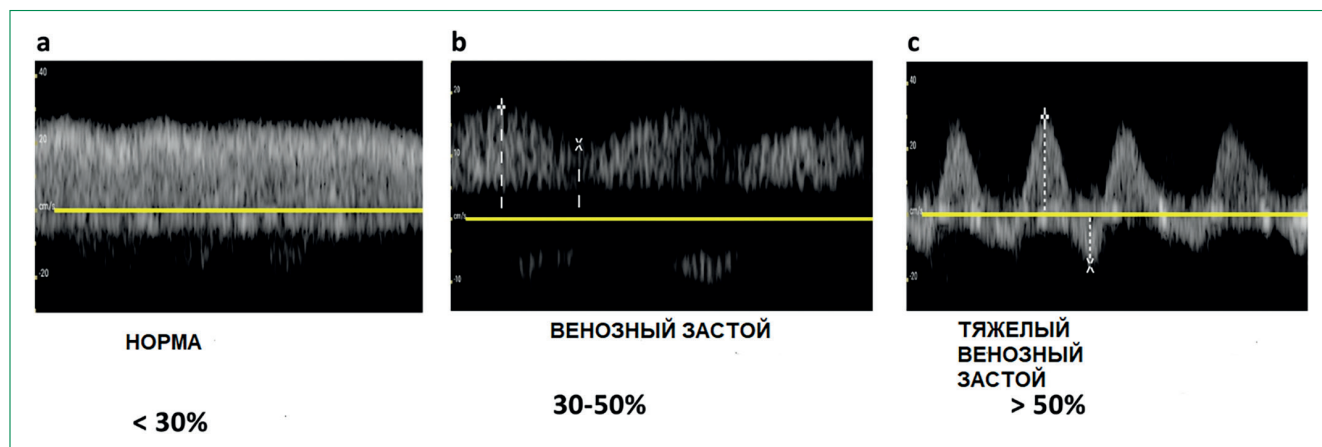 a
40
20
cm/s
-20
НОРМА
< 30%
b
20
10
cm/s
-10
ВЕНОЗНЫЙ ЗАСТОЙ
30-50%
c
40
20
cm/s
-20
ТЯЖЕЛЫЙ
ВЕНОЗНЫЙ
ЗАСТОЙ
> 50%